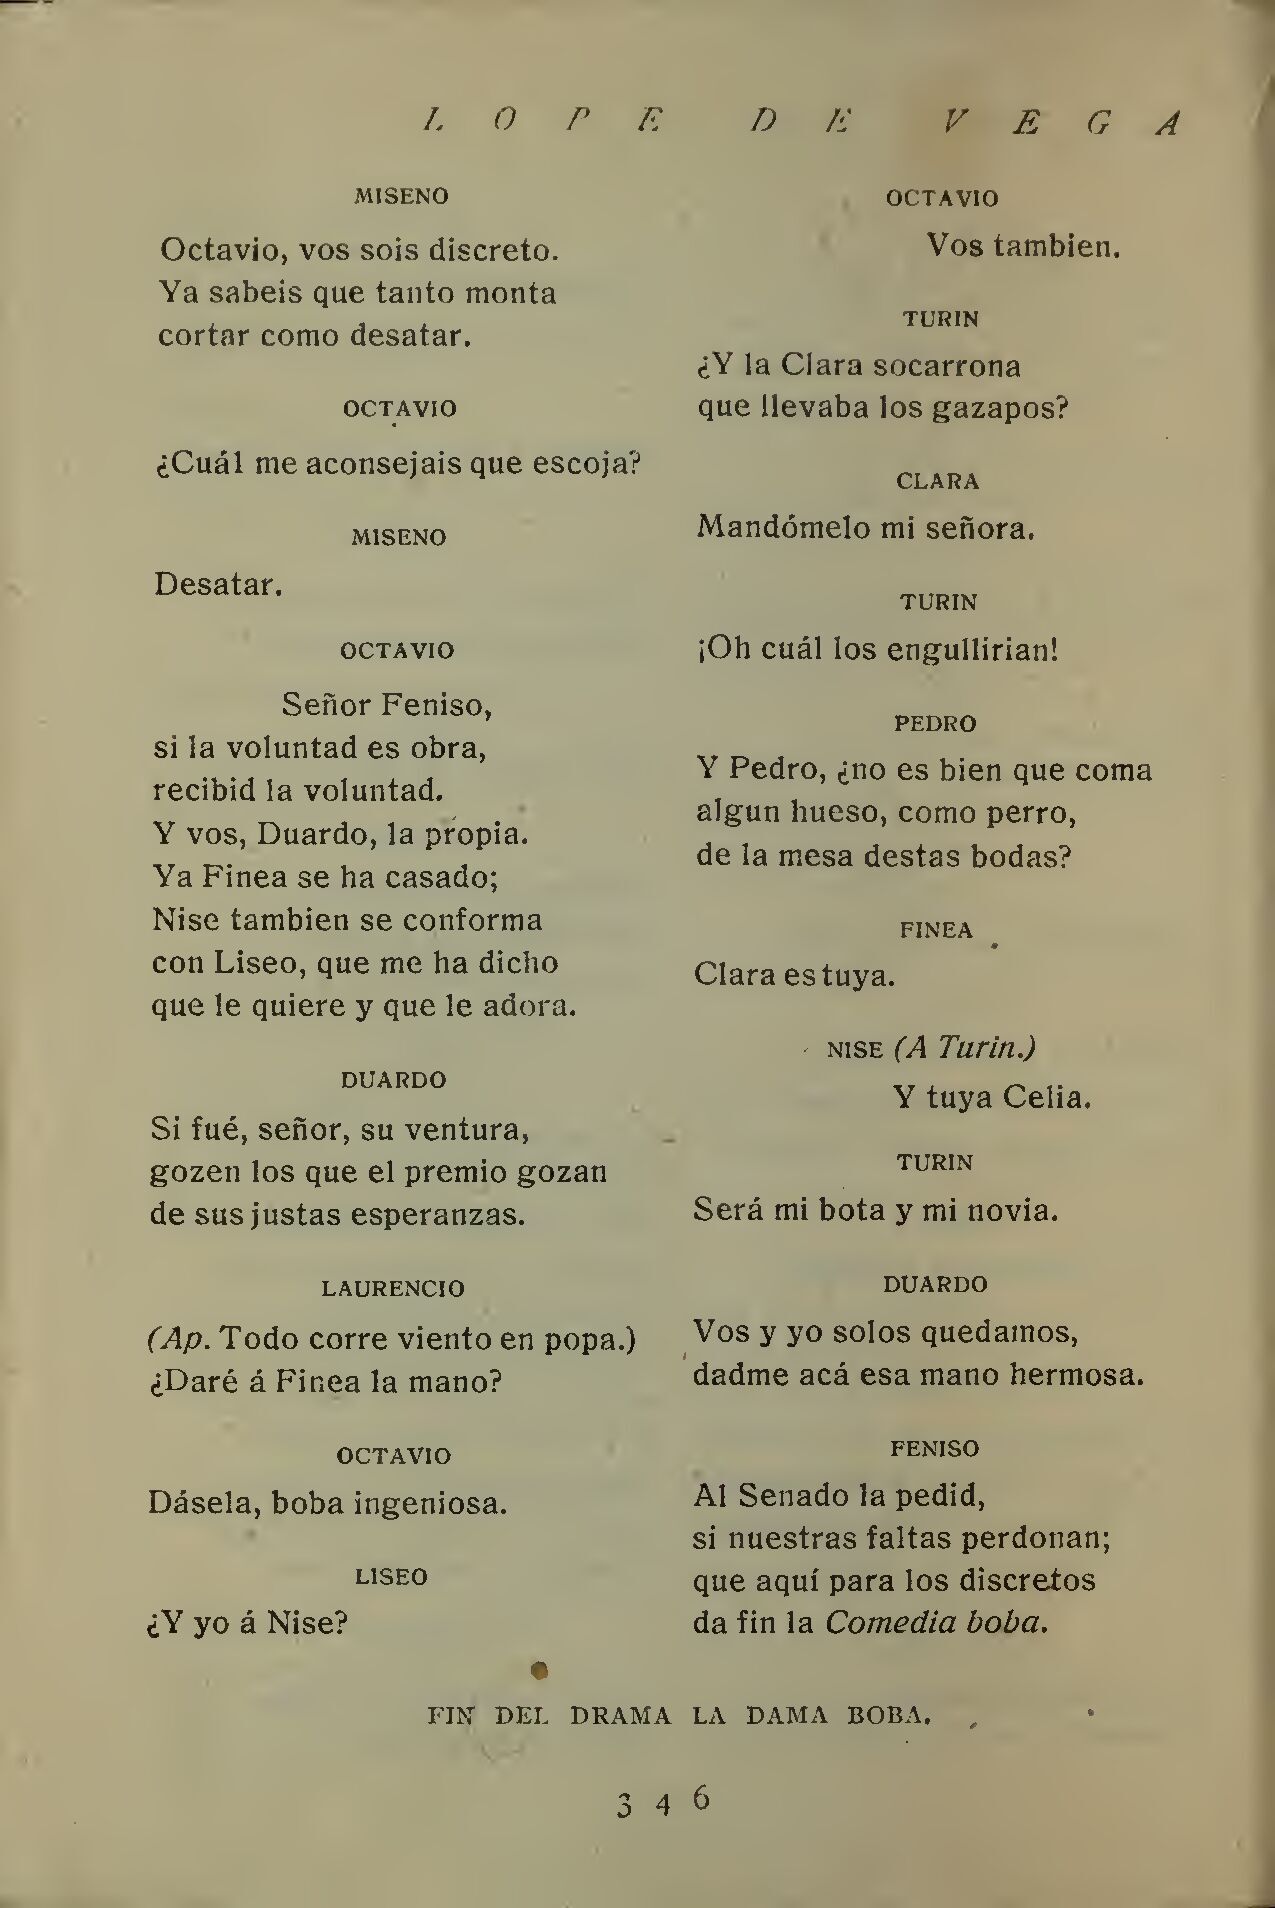 LOPE DE VEGA
MISENO
Octavio, vos sois discreto.
Ya sabeis que tanto monta
cortar como desatar.
OCTAVIO
¿Cuál me aconsejais que escoja?
MISENO
Desatar.
OCTAVIO
Señor Feniso,
si la voluntad es obra,
recibid la voluntad.
Y vos, Duardo, la propia.
Ya Finea se ha casado;
Nise tambien se conforma
con Liseo, que me ha dicho
que le quiere y que le adora.
DUARDO
Si fué, señor, su ventura,
gozen los que el premio gozan
de sus justas esperanzas.
LAURENCIO
(Ap. Todo corre viento en popa.)
¿Daré á Finea la mano?
OCTAVIO
Dásela, boba ingeniosa.
LISEO
¿Y yo á Nise?
OCTAVIO
Vos tambien.
TURIN
¿Y la Clara socarrona
que llevaba los gazapos?
CLARA
Mandómelo mi señora.
TURIN
¡Oh cuál los engullirian!
PEDRO
Y Pedro, ¿no es bien que coma
algun hueso, como perro,
de la mesa destas bodas?
FINEA
Clara es tuya.
NISE (A Turin.)
Y tuya Celia.
TURIN
Será mi bota y mi novia.
DUARDO
Vos y yo solos quedamos,
dadme acá esa mano hermosa.
FENISO
Al Senado la pedid,
si nuestras faltas perdonan;
que aquí para los discretos
da fin la Comedia boba.
FIN DEL DRAMA LA DAMA BOBA.
346